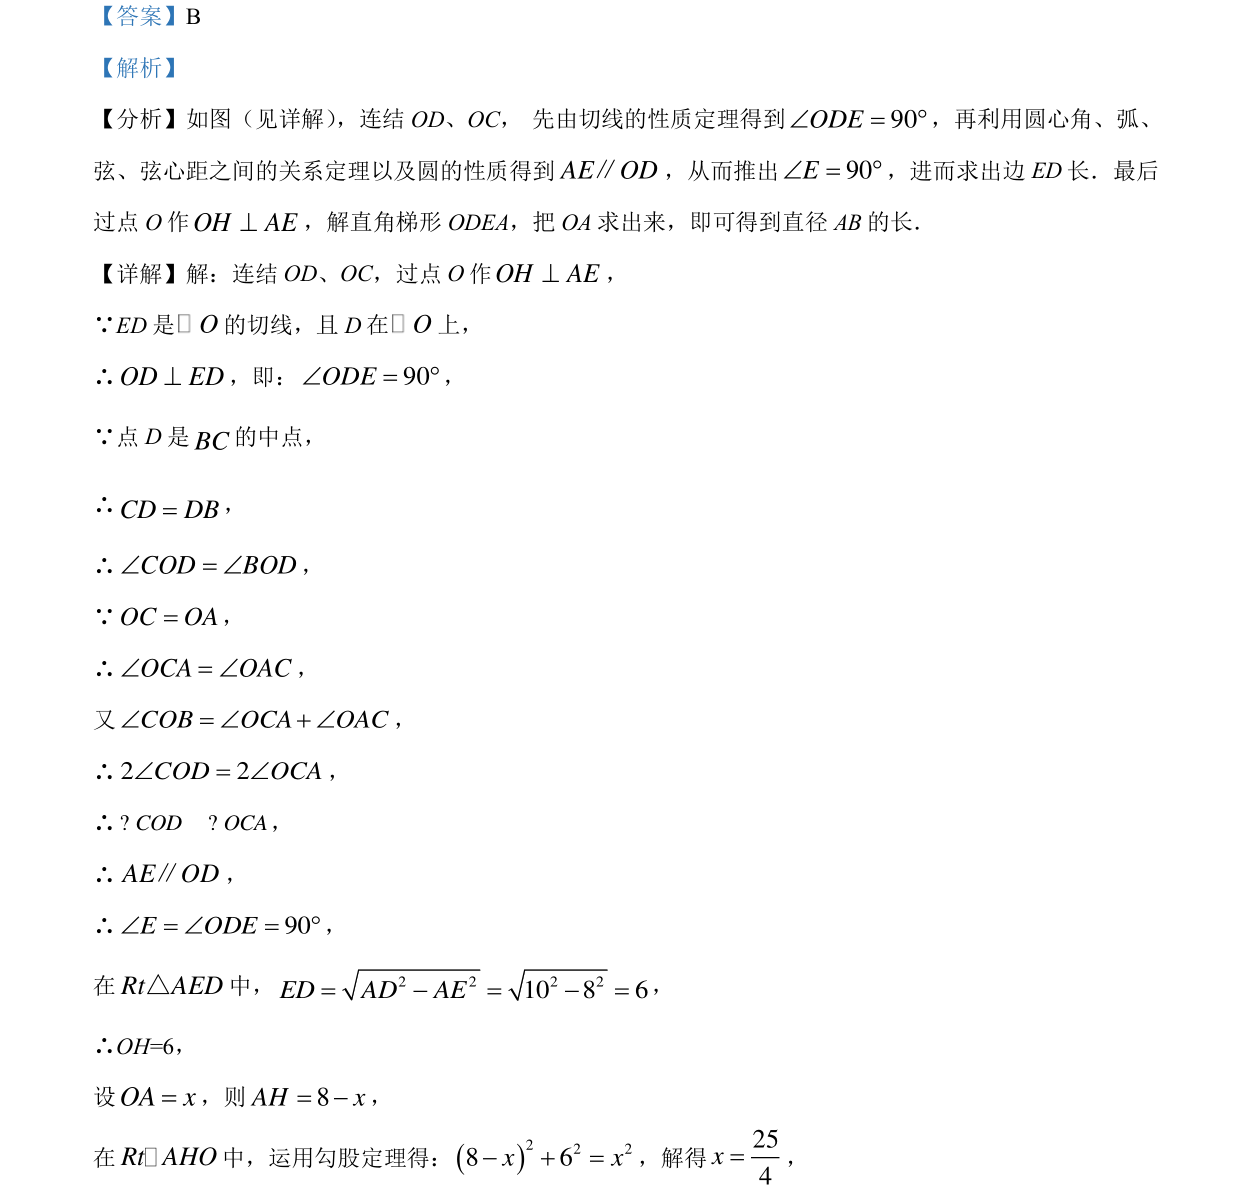 【答案】B
【解析】
【分析】如图（见详解），连结 OD、OC， 先由切线的性质定理得到∠ODE = 90°，再利用圆心角、弧、
弦、弦心距之间的关系定理以及圆的性质得到 AE∥OD，从而推出∠E = 90°，进而求出边 ED 长．最后
过点 O 作 OH ⊥ AE，解直角梯形 ODEA，把 OA 求出来，即可得到直径 AB 的长．
【详解】解：连结 OD、OC，过点 O 作 OH ⊥ AE，
∵ED 是□ O 的切线，且 D 在□ O 上，
∴OD ⊥ ED，即：∠ODE = 90°，
∵点 D 是 BC 的中点，
∴CD = DB，
∴∠COD = ∠BOD，
∵OC = OA，
∴∠OCA = ∠OAC，
又∠COB = ∠OCA + ∠OAC，
∴2∠COD = 2∠OCA，
∴? COD ? OCA，
∴AE∥OD，
∴∠E = ∠ODE = 90°，
在 Rt△AED 中，ED = √(AD² − AE²) = √(10² − 8²) = 6，
∴OH=6，
设 OA = x，则 AH = 8 − x，
在 Rt□ AHO 中，运用勾股定理得：(8 − x)² + 6² = x²，解得 x = 25/4，